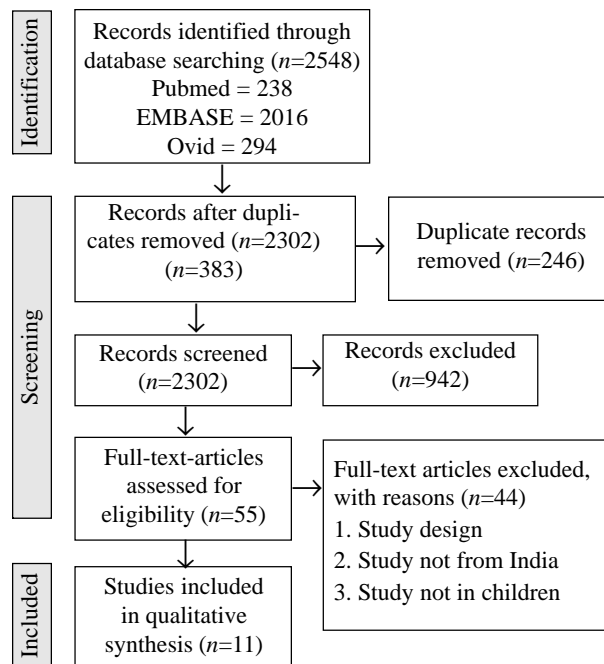 Identification
Records identified through
database searching (n=2548)
Pubmed = 238
EMBASE = 2016
Ovid = 294
Screening
Records after dupli-
cates removed (n=2302)
(n=383)
Duplicate records
removed (n=246)
Records screened
(n=2302)
Records excluded
(n=942)
Full-text-articles
assessed for
eligibility (n=55)
Full-text articles excluded,
with reasons (n=44)
1. Study design
2. Study not from India
3. Study not in children
Included
Studies included
in qualitative
synthesis (n=11)